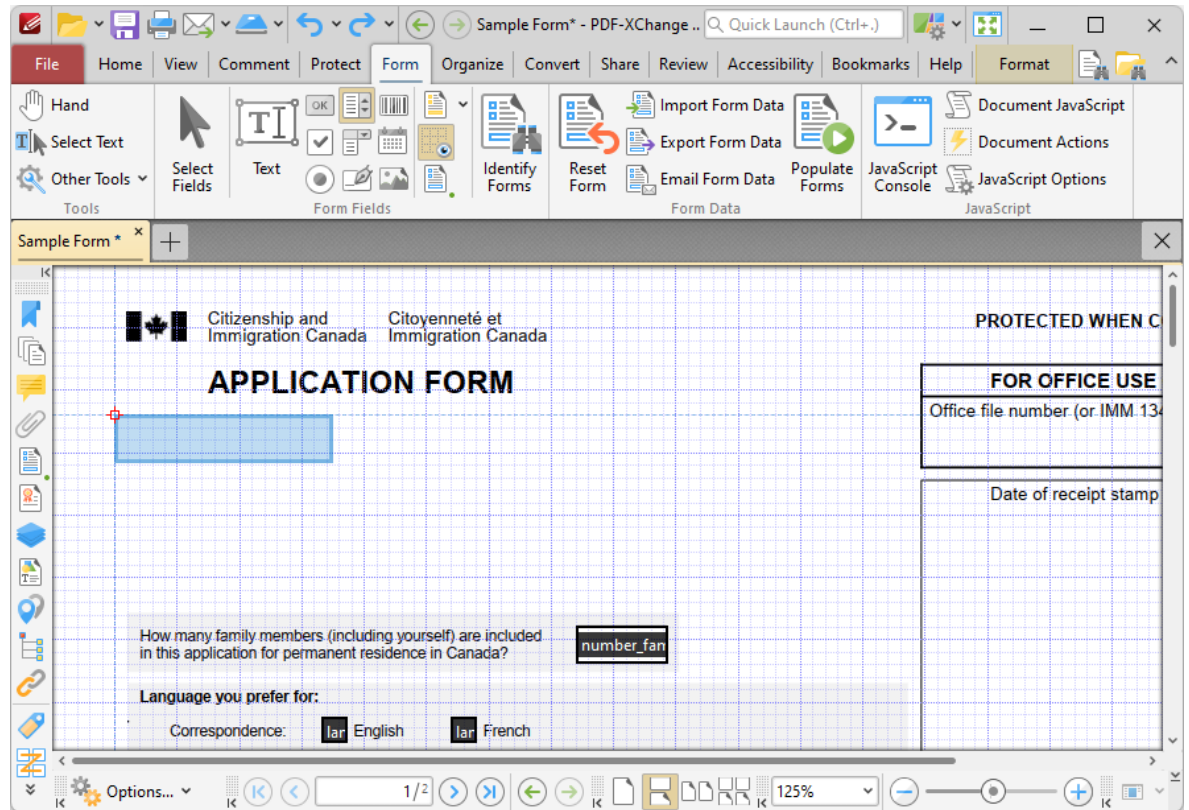 Sample Form* - PDF-XChange ..
Quick Launch (Ctrl+.)
File Home View Comment Protect Form Organize Convert Share Review Accessibility Bookmarks Help Format
Hand
Select Text
Other Tools
Tools
Select Fields
Text
OK
Form Fields
Identify Forms
Reset Form
Import Form Data
Export Form Data
Email Form Data
Populate Forms
Form Data
JavaScript Console
Document JavaScript
Document Actions
JavaScript Options
JavaScript
Sample Form *
Citizenship and
Immigration Canada
Citoyenneté et
Immigration Canada
PROTECTED WHEN C
APPLICATION FORM
FOR OFFICE USE
Office file number (or IMM 134
Date of receipt stamp
How many family members (including yourself) are included
in this application for permanent residence in Canada?
number_fan
Language you prefer for:
Correspondence: lar English lar French
Options... 1/2 125%